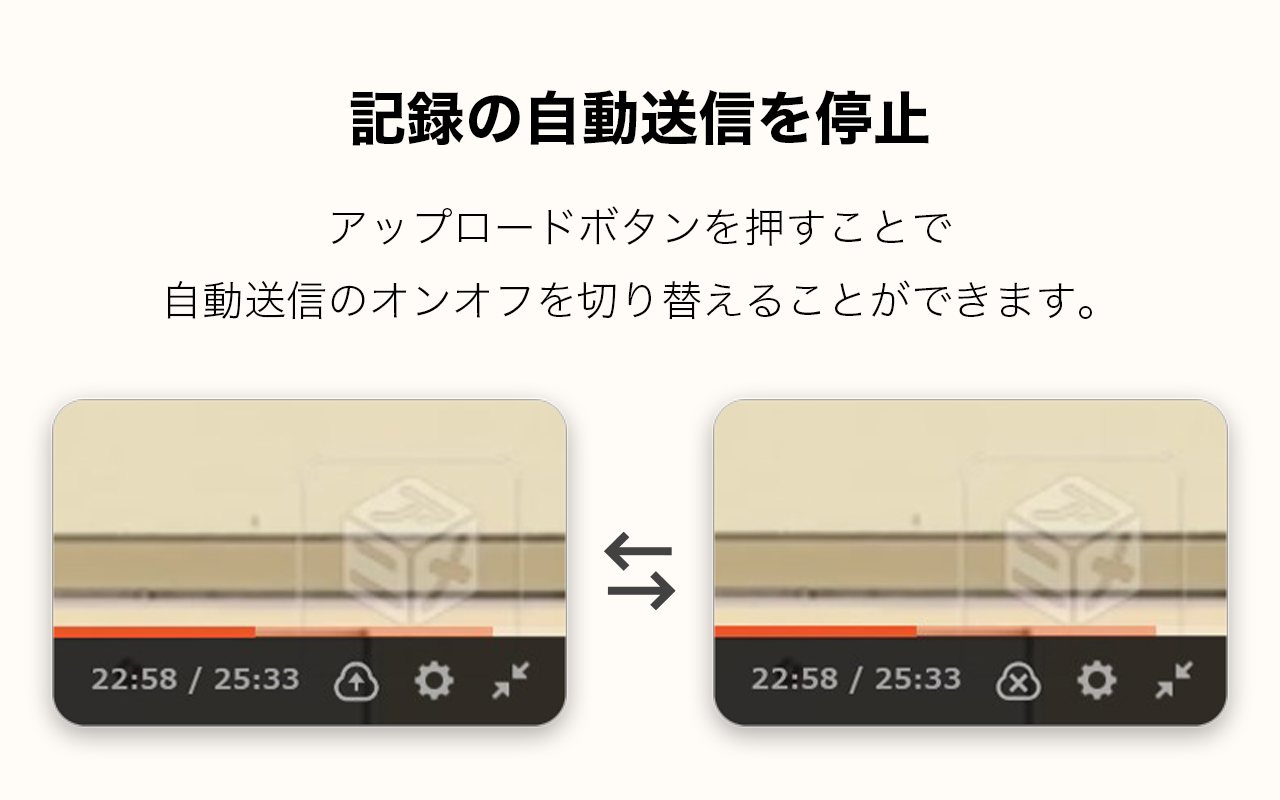 記録の自動送信を停止
アップロードボタンを押すことで
自動送信のオンオフを切り替えることができます。
22:58 / 25:33
22:58 / 25:33